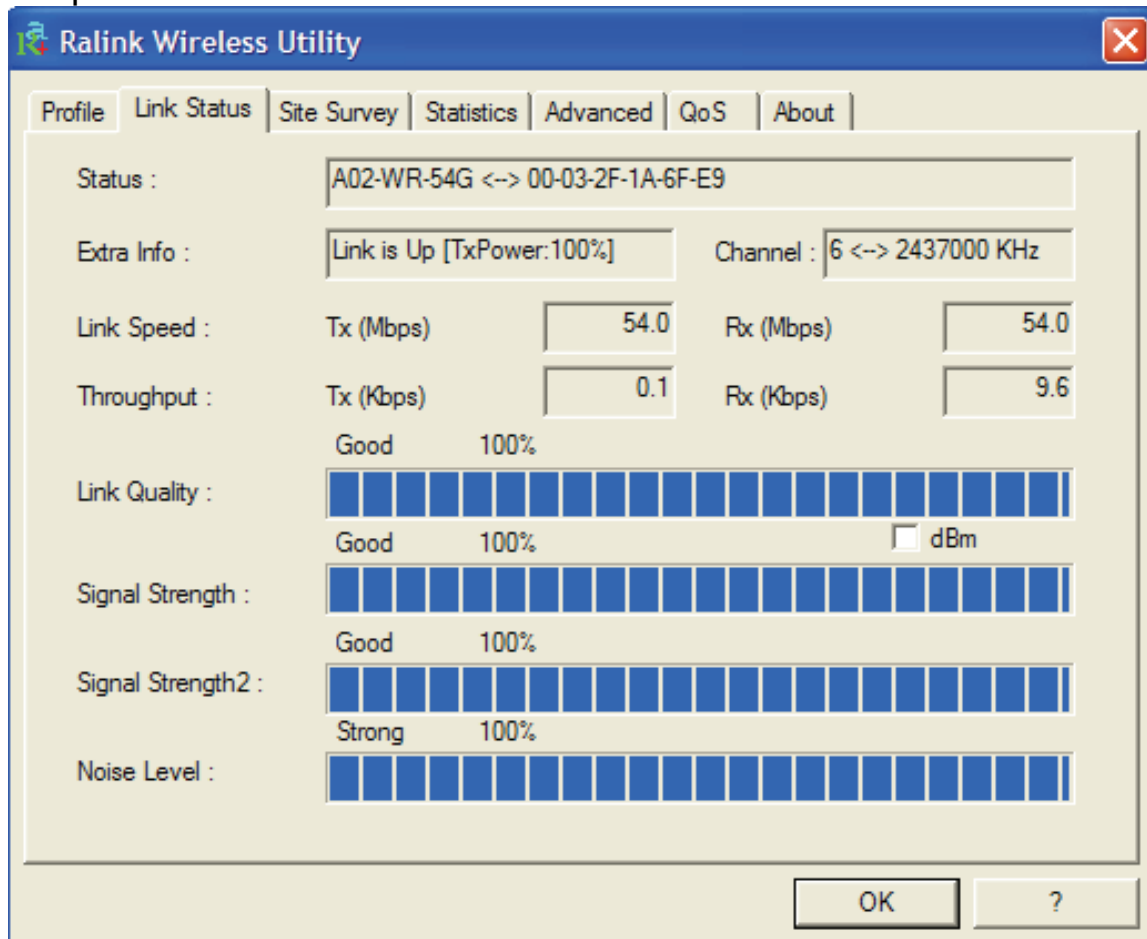 Ralink Wireless Utility
Profile Link Status Site Survey Statistics Advanced QoS About
Status : A02-WR-54G <--> 00-03-2F-1A-6F-E9
Extra Info : Link is Up [TxPower:100%] Channel : 6 <--> 2437000 KHz
Link Speed : Tx (Mbps) 54.0 Rx (Mbps) 54.0
Throughput : Tx (Kbps) 0.1 Rx (Kbps) 9.6
Good 100%
Link Quality :
Good 100% dBm
Signal Strength :
Good 100%
Signal Strength2 :
Strong 100%
Noise Level :
OK ?